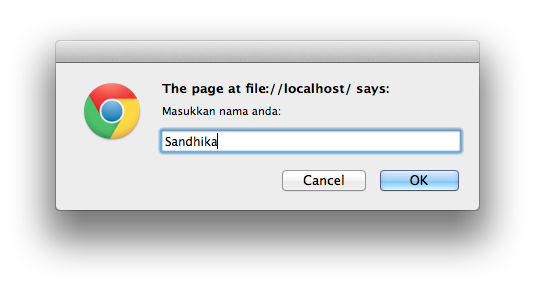 The page at file://localhost/ says:
Masukkan nama anda:
Sandhika
Cancel OK